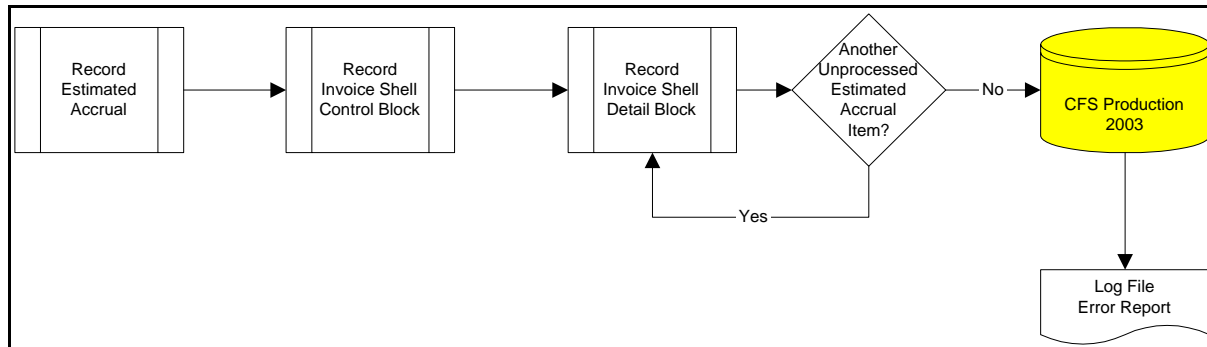 Record
Estimated
Accrual
Record
Invoice Shell
Control Block
Record
Invoice Shell
Detail Block
Another
Unprocessed
Estimated
Accrual
Item?
No
Yes
CFS Production
2003
Log File
Error Report